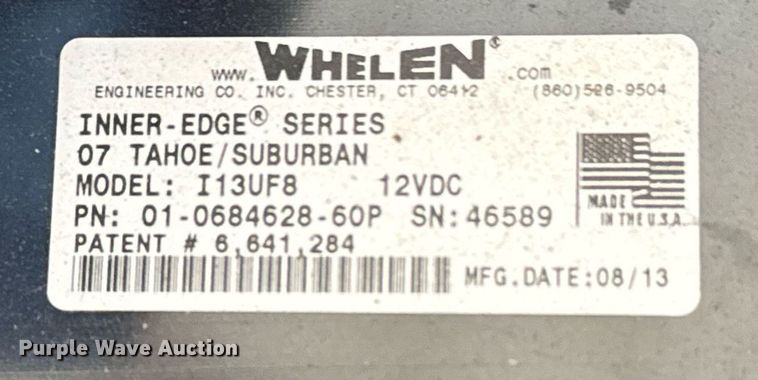 www.WHELEN®.com
ENGINEERING CO. INC. CHESTER, CT 06412 (860)526-9504
INNER-EDGE® SERIES
07 TAHOE/SUBURBAN
MODEL: I13UF8 12VDC
PN: 01-0684628-60P SN:46589
MADE
IN THE U.S.A.
PATENT # 6,641,284
MFG.DATE:08/13
Purple Wave Auction